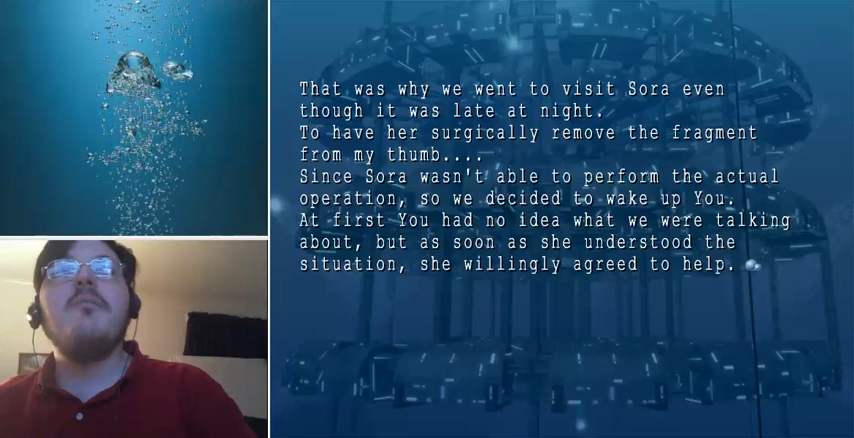 That was why we went to visit Sora even
though it was late at night.
To have her surgically remove the fragment
from my thumb....
Since Sora wasn't able to perform the actual
operation, so we decided to wake up You.
At first You had no idea what we were talking
about, but as soon as she understood the
situation, she willingly agreed to help.